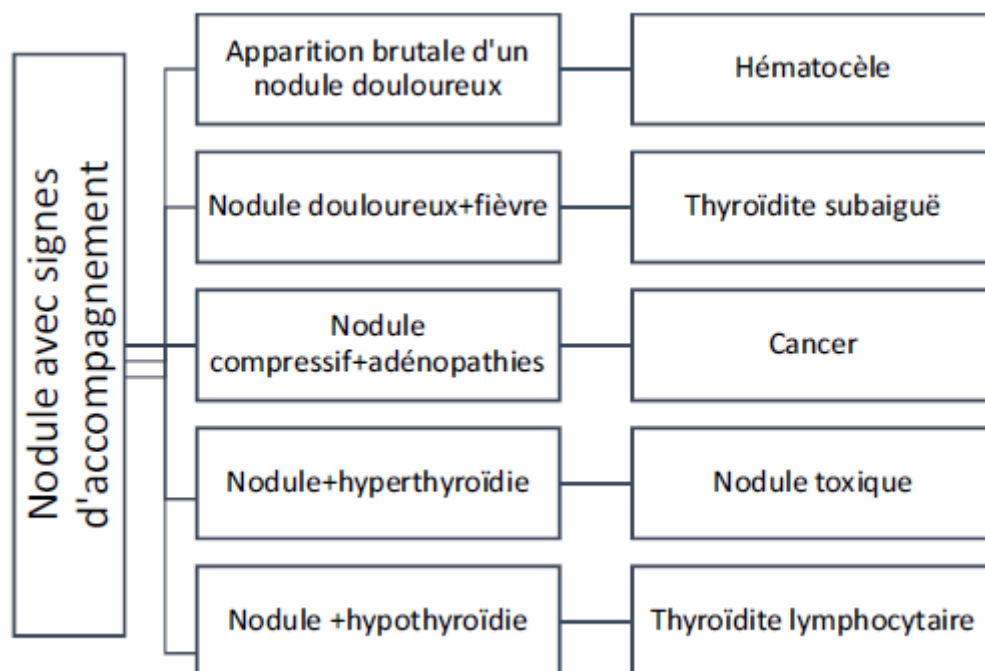 Nodule avec signes
d'accompagnement
Apparition brutale d'un
nodule douloureux
Hématocèle
Nodule douloureux+fièvre
Thyroïdite subaiguë
Nodule
compressif+adénopathies
Cancer
Nodule+hyperthyroïdie
Nodule toxique
Nodule +hypothyroïdie
Thyroïdite lymphocytaire